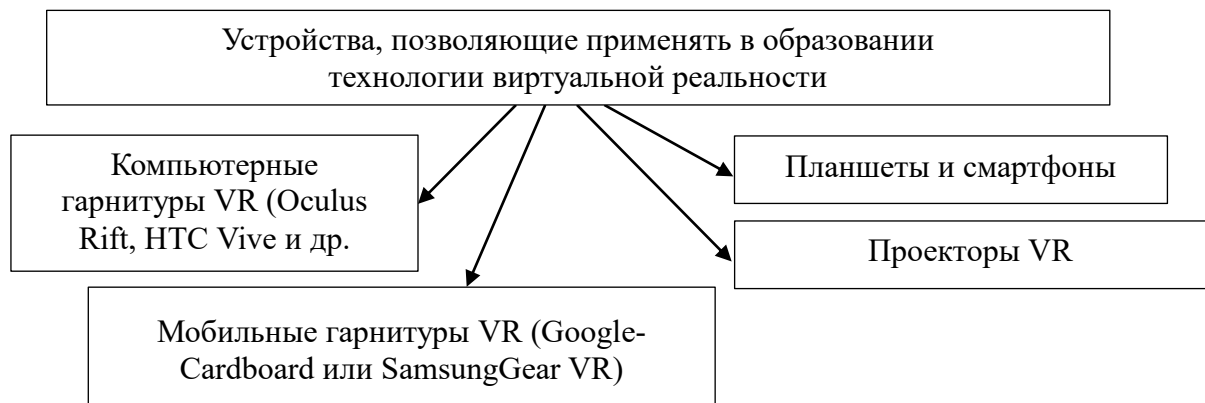 Устройства, позволяющие применять в образовании
технологии виртуальной реальности
Компьютерные
гарнитуры VR (Oculus
Rift, HTC Vive и др.
Планшеты и смартфоны
Проекторы VR
Мобильные гарнитуры VR (Google-
Cardboard или SamsungGear VR)